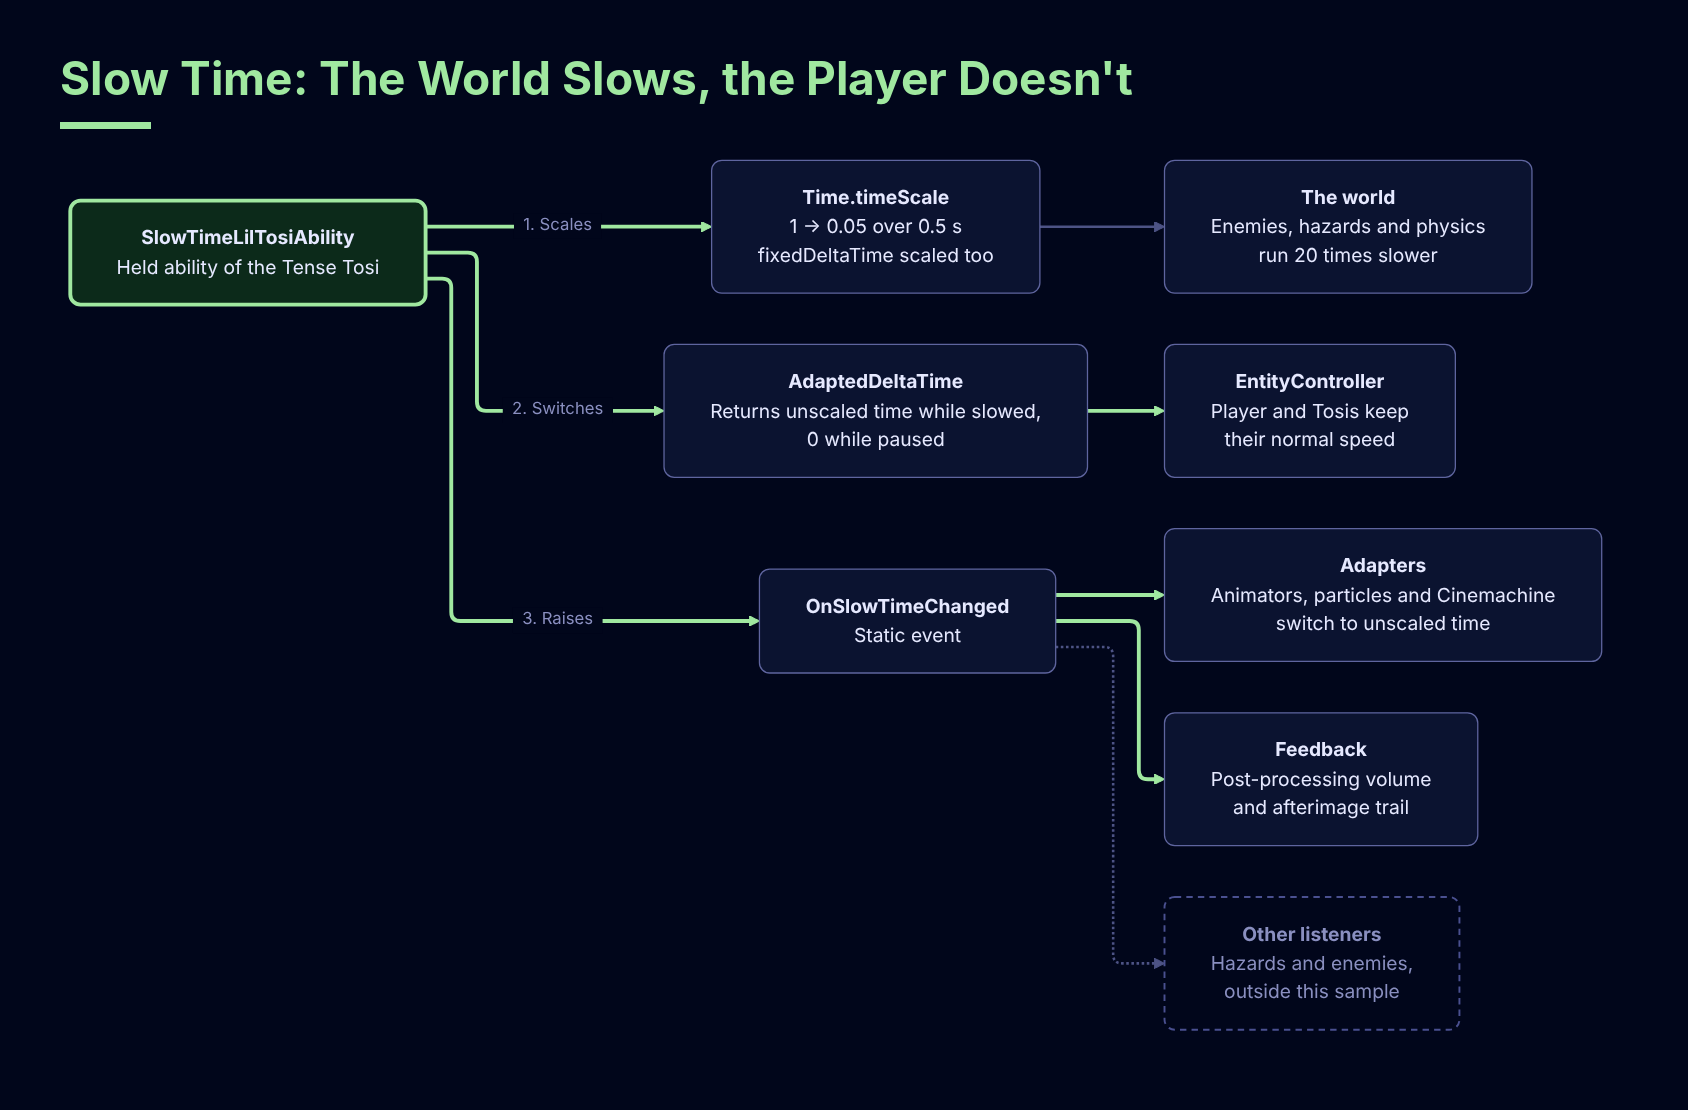 Slow Time: The World Slows, the Player Doesn't
SlowTimeLilTosiAbility
Held ability of the Tense Tosi
1. Scales
Time.timeScale
1 → 0.05 over 0.5 s
fixedDeltaTime scaled too
The world
Enemies, hazards and physics
run 20 times slower
2. Switches
AdaptedDeltaTime
Returns unscaled time while slowed,
0 while paused
EntityController
Player and Tosis keep
their normal speed
3. Raises
OnSlowTimeChanged
Static event
Adapters
Animators, particles and Cinemachine
switch to unscaled time
Feedback
Post-processing volume
and afterimage trail
Other listeners
Hazards and enemies,
outside this sample